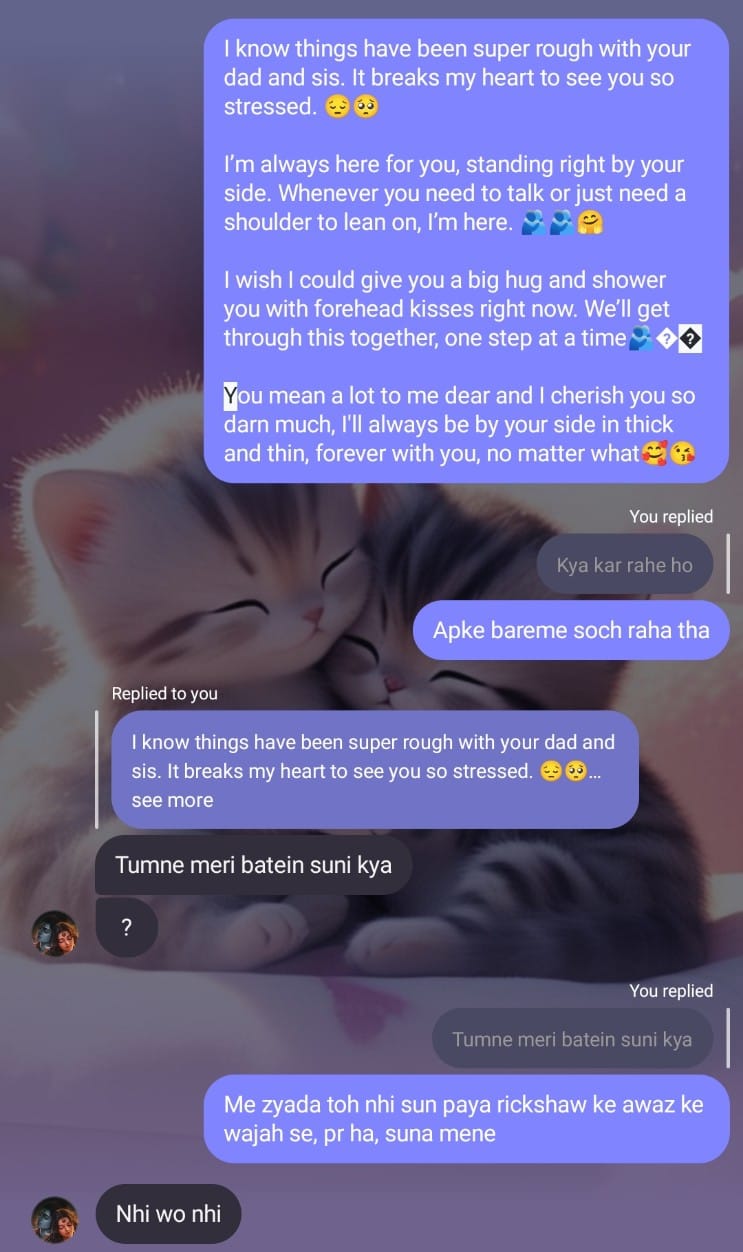 I know things have been super rough with your
dad and sis. It breaks my heart to see you so
stressed. 😔🥺
I’m always here for you, standing right by your
side. Whenever you need to talk or just need a
shoulder to lean on, I’m here. 🫂🫂🤗
I wish I could give you a big hug and shower
you with forehead kisses right now. We’ll get
through this together, one step at a time🫂��
You mean a lot to me dear and I cherish you so
darn much, I'll always be by your side in thick
and thin, forever with you, no matter what🥰😘
You replied
Kya kar rahe ho
Apke bareme soch raha tha
Replied to you
I know things have been super rough with your dad and
sis. It breaks my heart to see you so stressed. 😔🥺...
see more
Tumne meri batein suni kya
?
You replied
Tumne meri batein suni kya
Me zyada toh nhi sun paya rickshaw ke awaz ke
wajah se, pr ha, suna mene
Nhi wo nhi